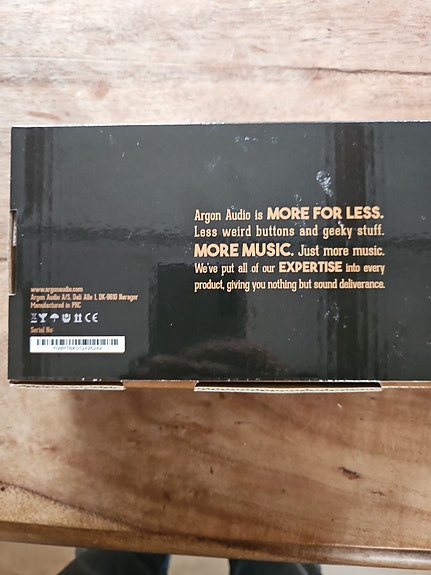 Argon Audio is MORE FOR LESS.
Less weird buttons and geeky stuff.
MORE MUSIC. Just more music.
We've put all of our EXPERTISE into every
product, giving you nothing but sound deliverance.
www.argonaudio.com
Argon Audio A/S, Deli Alle 1, DK-9610 Nørager
Manufactured in PRC
CE
Serial No